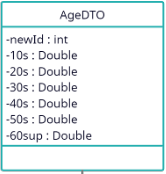 AgeDTO
-newId : int
-10s : Double
-20s : Double
-30s : Double
-40s : Double
-50s : Double
-60sup : Double